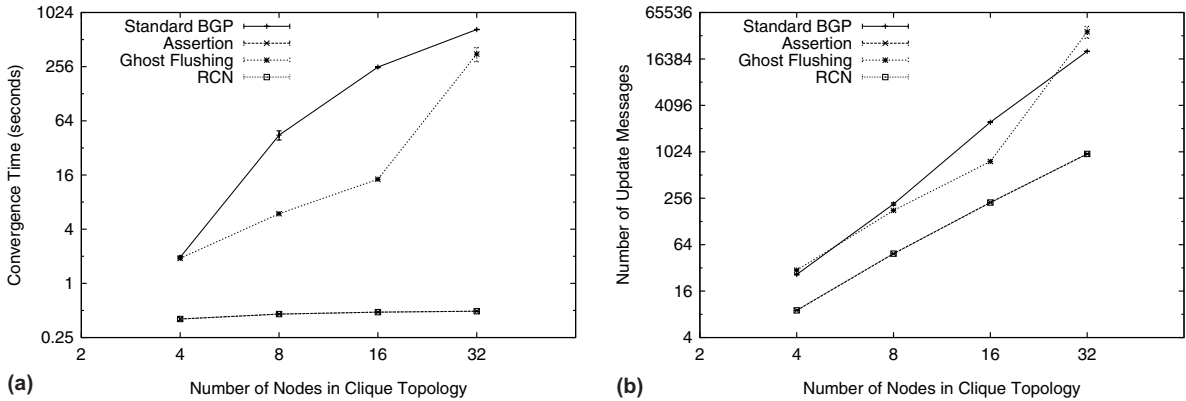 1024
256
64
16
4
1
0.25
2
4
8
16
32
Convergence Time (seconds)
Number of Nodes in Clique Topology
Standard BGP
Assertion
Ghost Flushing
RCN
(a)
65536
16384
4096
1024
256
64
16
4
2
4
8
16
32
Number of Update Messages
Number of Nodes in Clique Topology
Standard BGP
Assertion
Ghost Flushing
RCN
(b)